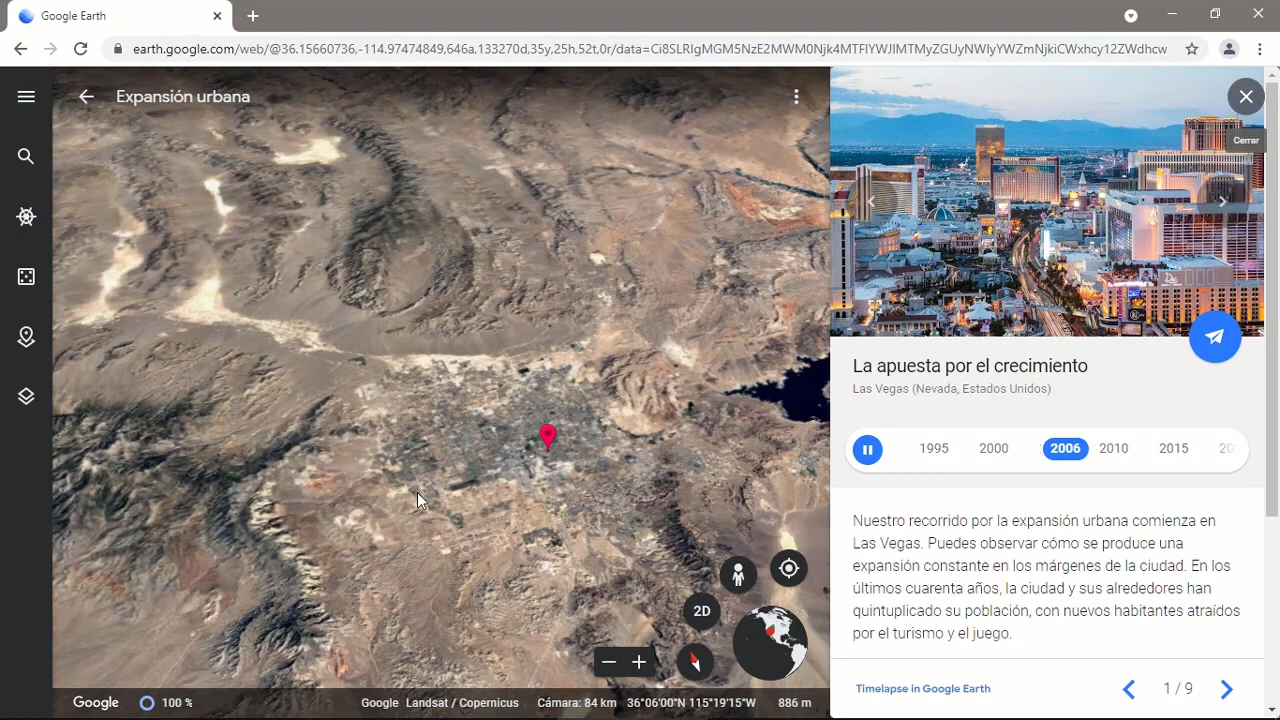 Google Earth
earth.google.com/web/@36.15660736,-114.97474849,646a,133270d,35y,25h,52t,0r/data=Ci8SLRIgMGM5NzE2MWM0Njk4MTFlYWJlMTMyZGUyNWIyYWZmNjkiCWxhcy12ZWdhcw
Expansión urbana
Cerrar
La apuesta por el crecimiento
Las Vegas (Nevada, Estados Unidos)
1995 2000 2006 2010 2015 20
Nuestro recorrido por la expansión urbana comienza en
Las Vegas. Puedes observar cómo se produce una
expansión constante en los márgenes de la ciudad. En los
últimos cuarenta años, la ciudad y sus alrededores han
quintuplicado su población, con nuevos habitantes atraídos
por el turismo y el juego.
2D
Timelapse in Google Earth
1 / 9
Google 100 % Google Landsat / Copernicus Cámara: 84 km 36°06'00"N 115°19'15"W 886 m